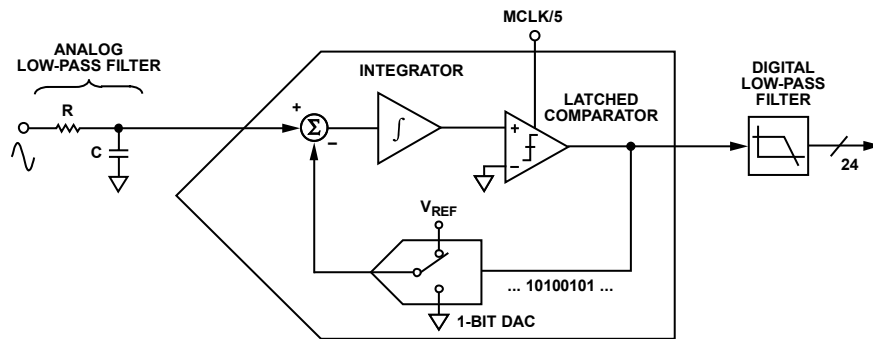 MCLK/5
ANALOG
LOW-PASS FILTER
INTEGRATOR
DIGITAL
LOW-PASS
FILTER
LATCHED
COMPARATOR
R
+
Σ
−
∫
+
−
C
24
VREF
... 10100101 ...
1-BIT DAC